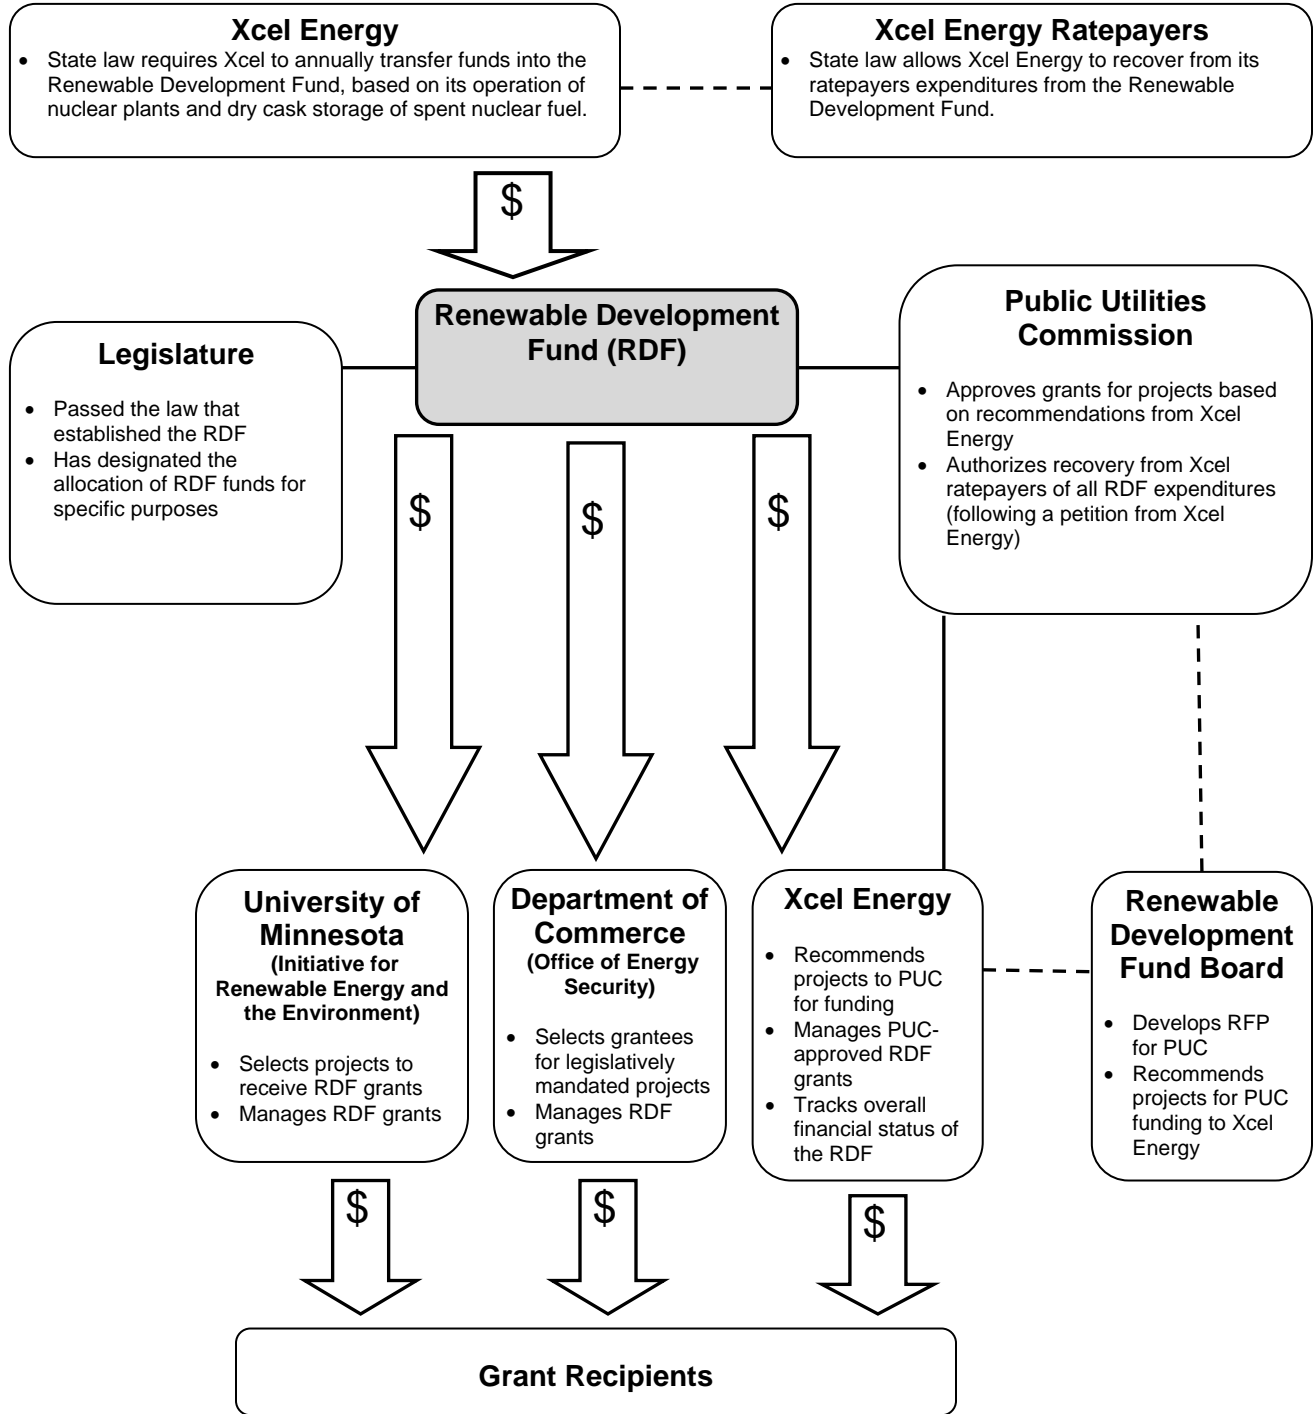 Xcel Energy
• State law requires Xcel to annually transfer funds into the
Renewable Development Fund, based on its operation of
nuclear plants and dry cask storage of spent nuclear fuel.
Xcel Energy Ratepayers
• State law allows Xcel Energy to recover from its
ratepayers expenditures from the Renewable
Development Fund.
$
Renewable Development
Fund (RDF)
Legislature
• Passed the law that
established the RDF
• Has designated the
allocation of RDF funds for
specific purposes
Public Utilities
Commission
• Approves grants for projects based
on recommendations from Xcel
Energy
• Authorizes recovery from Xcel
ratepayers of all RDF expenditures
(following a petition from Xcel
Energy)
$
$
$
University of
Minnesota
(Initiative for
Renewable Energy and
the Environment)
• Selects projects to
receive RDF grants
• Manages RDF grants
Department of
Commerce
(Office of Energy
Security)
• Selects grantees
for legislatively
mandated projects
• Manages RDF
grants
Xcel Energy
• Recommends
projects to PUC
for funding
• Manages PUC-
approved RDF
grants
• Tracks overall
financial status of
the RDF
Renewable
Development
Fund Board
• Develops RFP
for PUC
• Recommends
projects for PUC
funding to Xcel
Energy
$
$
$
Grant Recipients